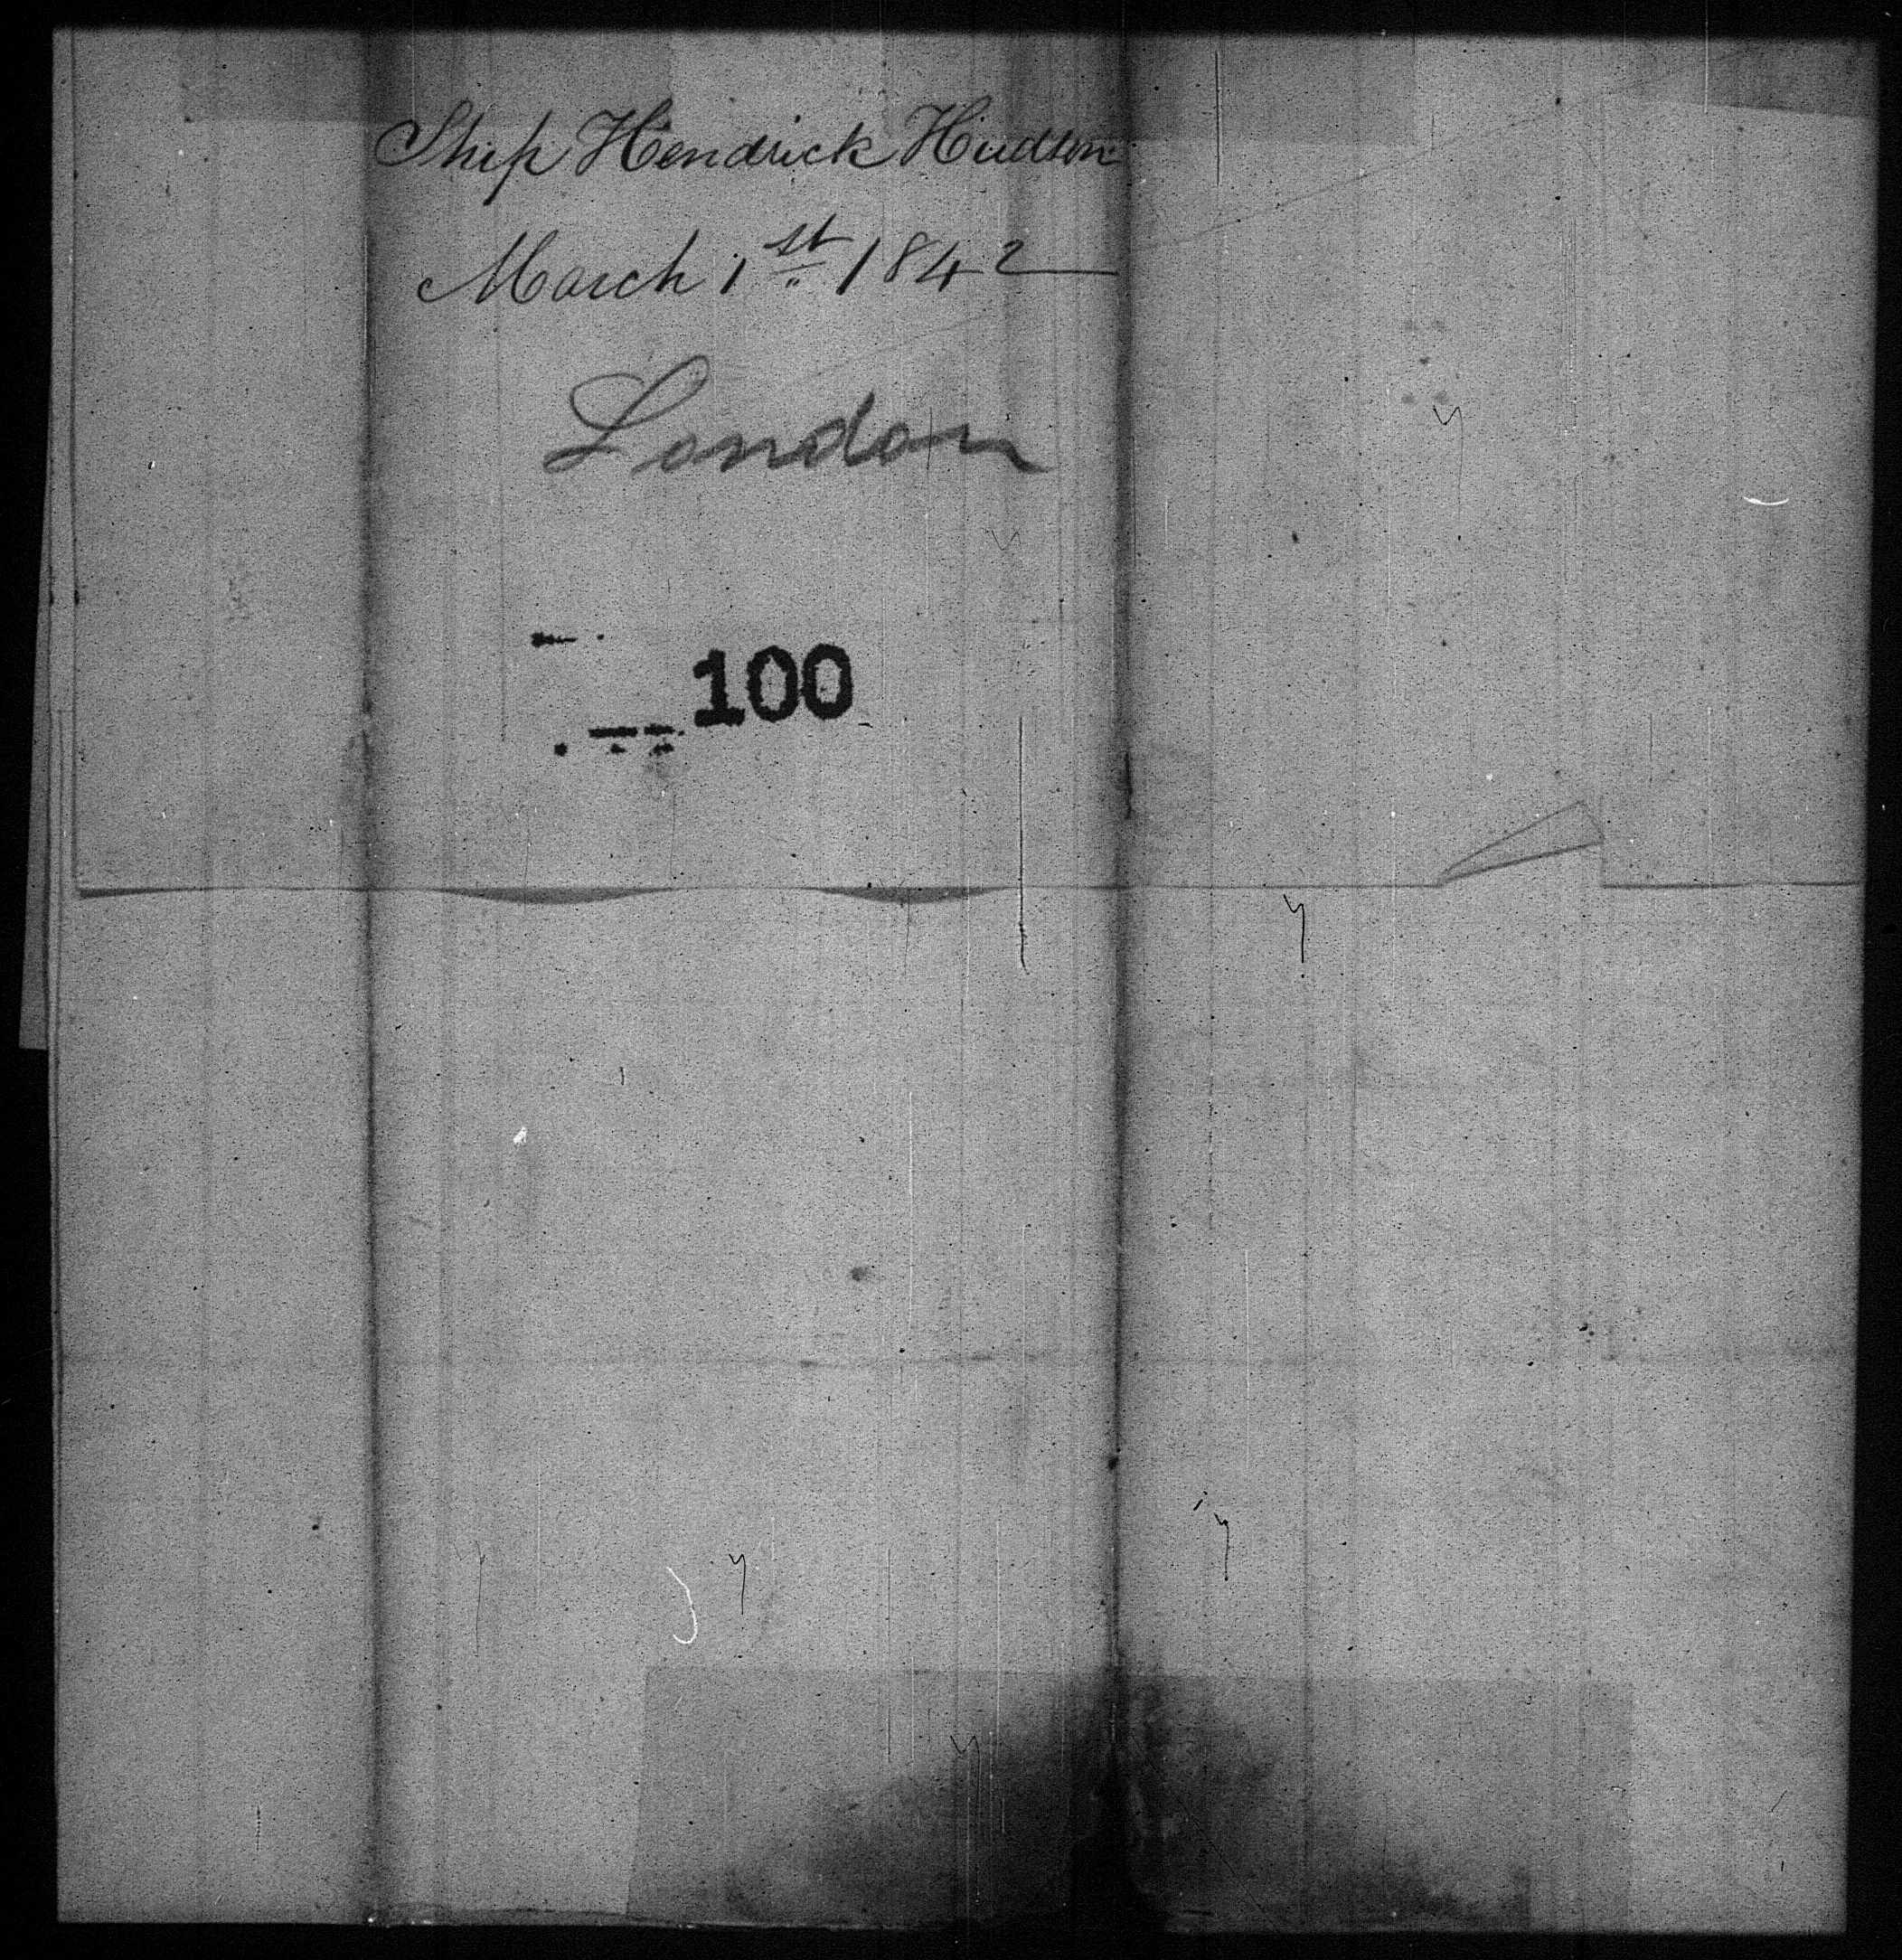 Ship Hendrick Hudson
March 1st 1842
London
100